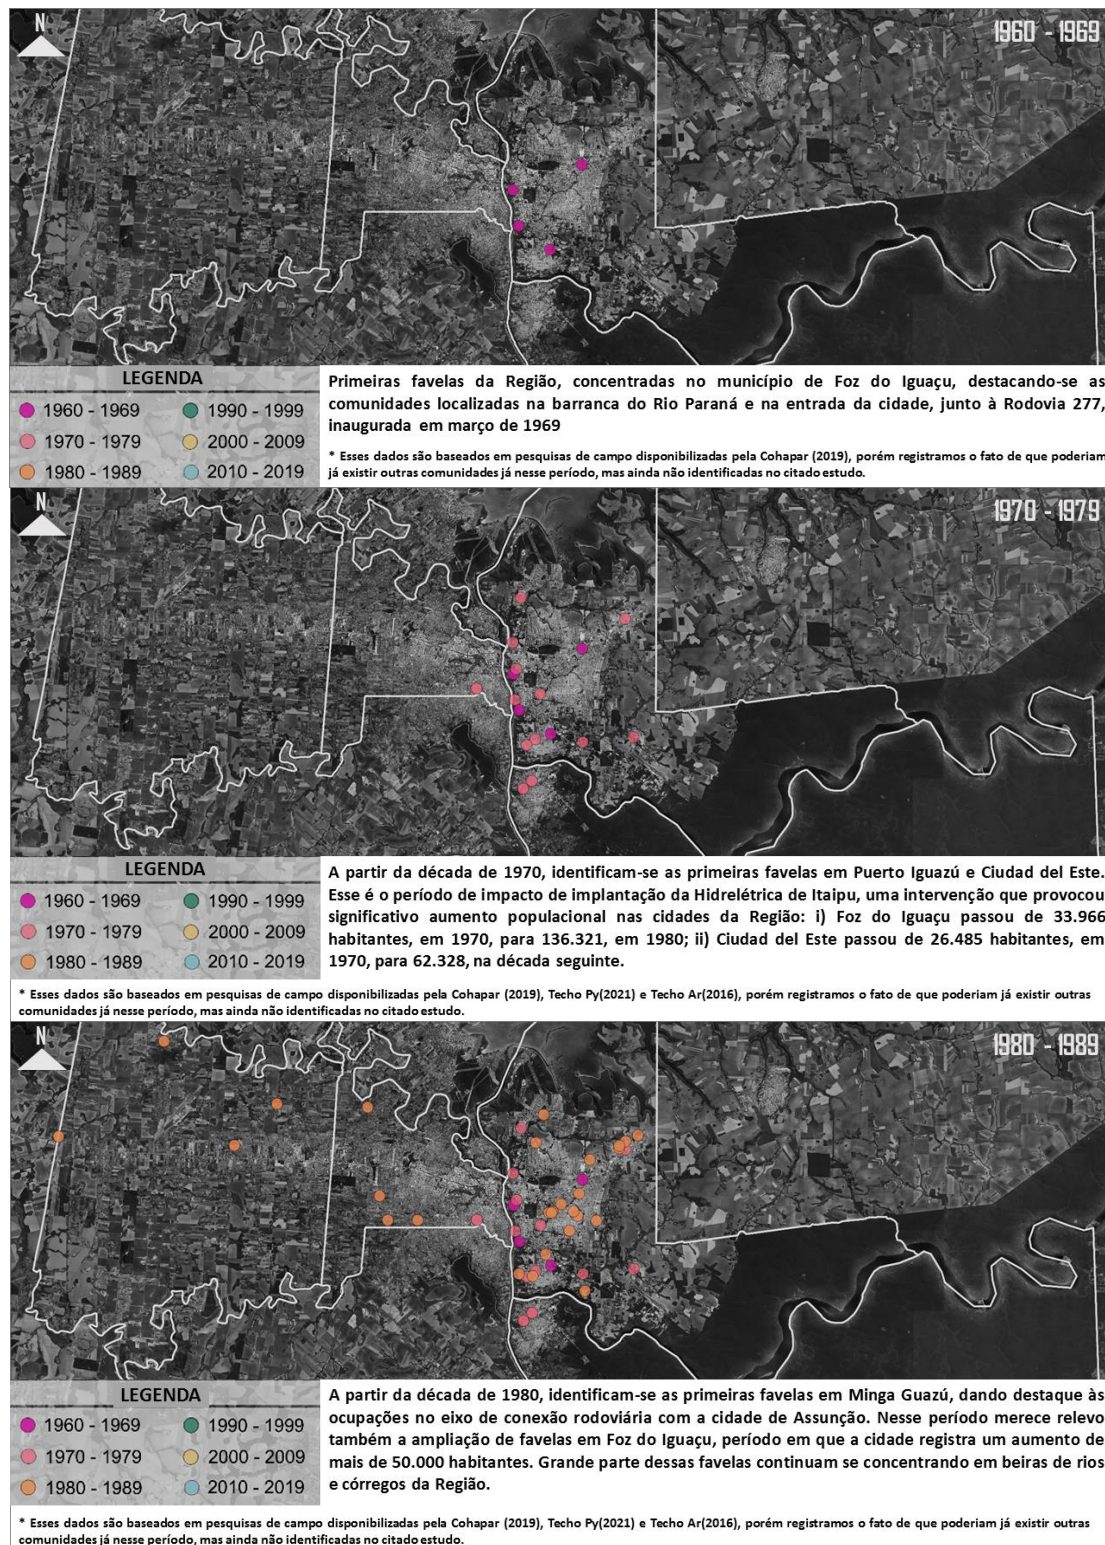 N
1960 - 1969
LEGENDA
1960 - 1969
1990 - 1999
1970 - 1979
2000 - 2009
1980 - 1989
2010 - 2019
Primeiras favelas da Região, concentradas no município de Foz do Iguaçu, destacando-se as
comunidades localizadas na barranca do Rio Paraná e na entrada da cidade, junto à Rodovia 277,
inaugurada em março de 1969
* Esses dados são baseados em pesquisas de campo disponibilizadas pela Cohapar (2019), porém registramos o fato de que poderiam
já existir outras comunidades já nesse período, mas ainda não identificadas no citado estudo.
N
1970 - 1979
LEGENDA
1960 - 1969
1990 - 1999
1970 - 1979
2000 - 2009
1980 - 1989
2010 - 2019
A partir da década de 1970, identificam-se as primeiras favelas em Puerto Iguazú e Ciudad del Este.
Esse é o período de impacto de implantação da Hidrelétrica de Itaipu, uma intervenção que provocou
significativo aumento populacional nas cidades da Região: i) Foz do Iguaçu passou de 33.966
habitantes, em 1970, para 136.321, em 1980; ii) Ciudad del Este passou de 26.485 habitantes, em
1970, para 62.328, na década seguinte.
* Esses dados são baseados em pesquisas de campo disponibilizadas pela Cohapar (2019), Techo Py(2021) e Techo Ar(2016), porém registramos o fato de que poderiam já existir outras
comunidades já nesse período, mas ainda não identificadas no citado estudo.
N
1980 - 1989
LEGENDA
1960 - 1969
1990 - 1999
1970 - 1979
2000 - 2009
1980 - 1989
2010 - 2019
A partir da década de 1980, identificam-se as primeiras favelas em Minga Guazú, dando destaque às
ocupações no eixo de conexão rodoviária com a cidade de Assunção. Nesse período merece relevo
também a ampliação de favelas em Foz do Iguaçu, período em que a cidade registra um aumento de
mais de 50.000 habitantes. Grande parte dessas favelas continuam se concentrando em beiras de rios
e córregos da Região.
* Esses dados são baseados em pesquisas de campo disponibilizadas pela Cohapar (2019), Techo Py(2021) e Techo Ar(2016), porém registramos o fato de que poderiam já existir outras
comunidades já nesse período, mas ainda não identificadas no citado estudo.